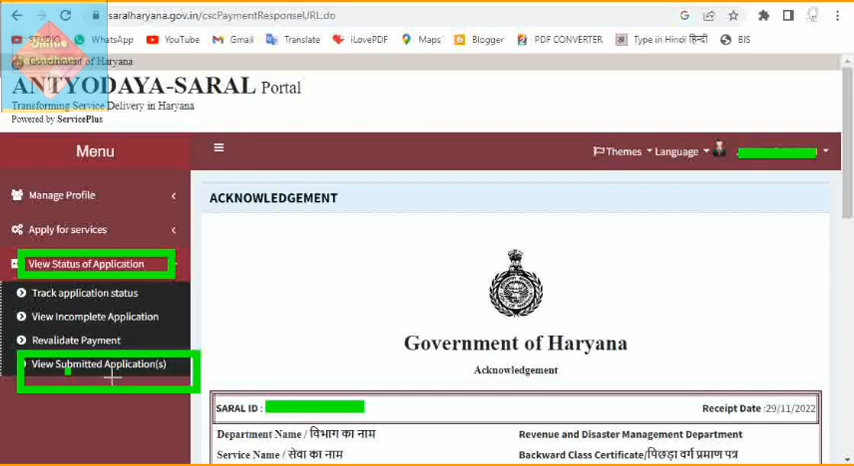 saralharyana.gov.in/cscPaymentResponseURL.do
STUDIO WhatsApp YouTube Gmail Translate iLovePDF Maps Blogger PDF CONVERTER Type in Hindi हिन्दी BIS
Online
Government of Haryana
ANTYODAYA-SARAL Portal
Transforming Service Delivery in Haryana
Powered by ServicePlus
Menu
Themes Language
Manage Profile
ACKNOWLEDGEMENT
Apply for services
View Status of Application
Track application status
View Incomplete Application
Revalidate Payment
View Submitted Application(s)
Government of Haryana
Acknowledgement
SARAL ID : Receipt Date :29/11/2022
Department Name / विभाग का नाम Revenue and Disaster Management Department
Service Name / सेवा का नाम Backward Class Certificate/पिछड़ा वर्ग प्रमाण पत्र